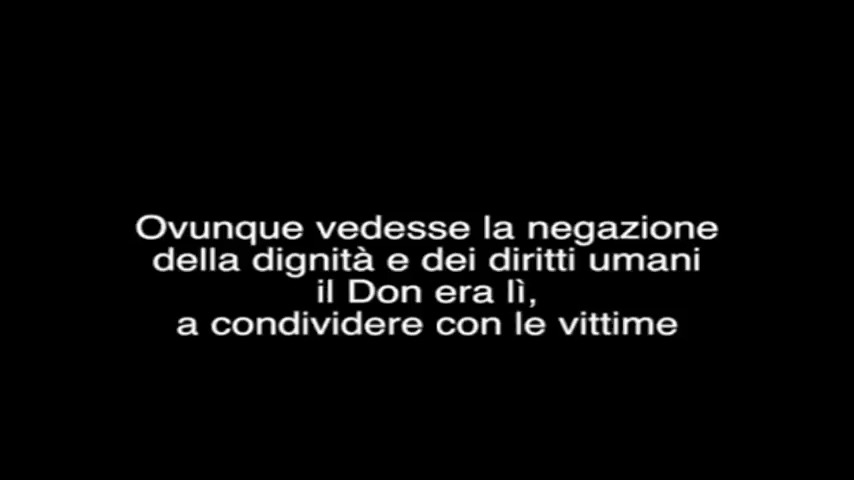 Ovunque vedesse la negazione
della dignità e dei diritti umani
il Don era lì,
a condividere con le vittime